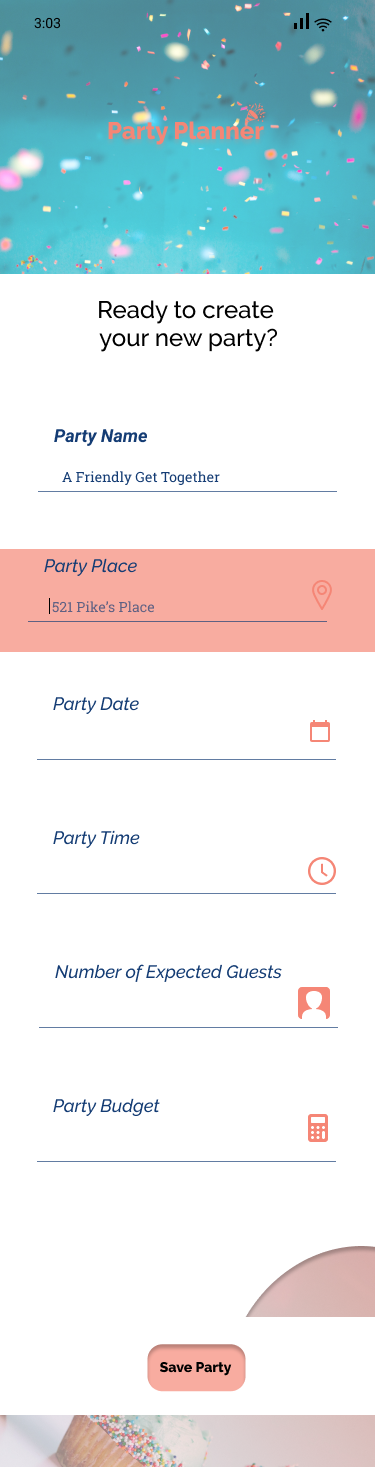 3:03
Party Planner
Ready to create
your new party?
Party Name
A Friendly Get Together
Party Place
521 Pike's Place
Party Date
Party Time
Number of Expected Guests
Party Budget
Save Party